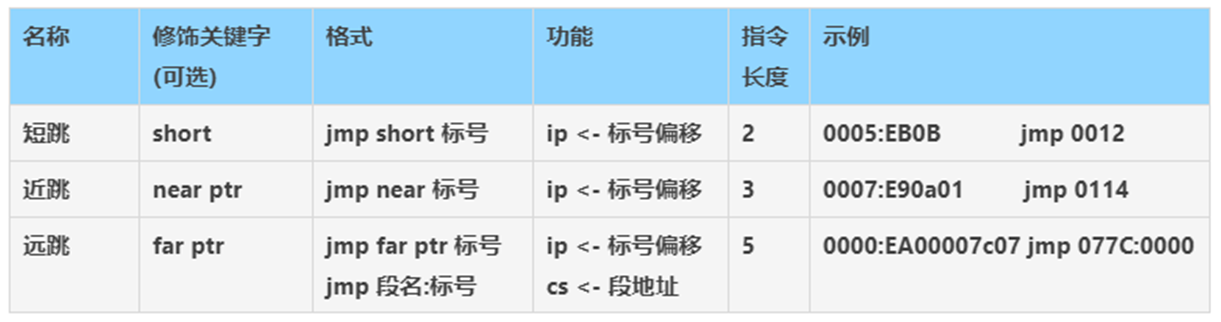 名称 修饰关键字 格式 功能 指令 示例
(可选) 长度
短跳 short jmp short 标号 ip <- 标号偏移 2 0005:EB0B jmp 0012
近跳 near ptr jmp near 标号 ip <- 标号偏移 3 0007:E90a01 jmp 0114
远跳 far ptr jmp far ptr 标号 ip <- 标号偏移 5 0000:EA00007c07 jmp 077C:0000
jmp 段名:标号 cs <- 段地址